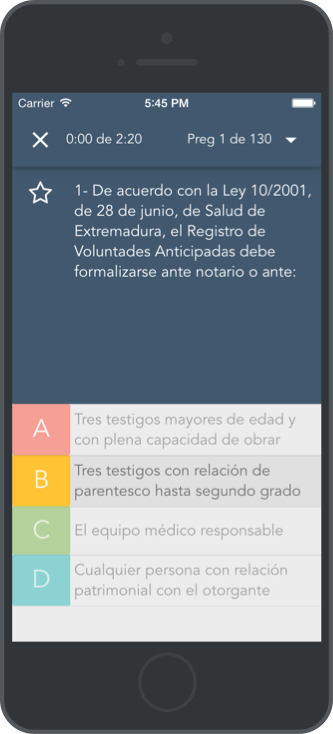 Carrier 5:45 PM
0:00 de 2:20 Preg 1 de 130
1- De acuerdo con la Ley 10/2001,
de 28 de junio, de Salud de
Extremadura, el Registro de
Voluntades Anticipadas debe
formalizarse ante notario o ante:
A Tres testigos mayores de edad y
con plena capacidad de obrar
B Tres testigos con relación de
parentesco hasta segundo grado
C El equipo médico responsable
D Cualquier persona con relación
patrimonial con el otorgante